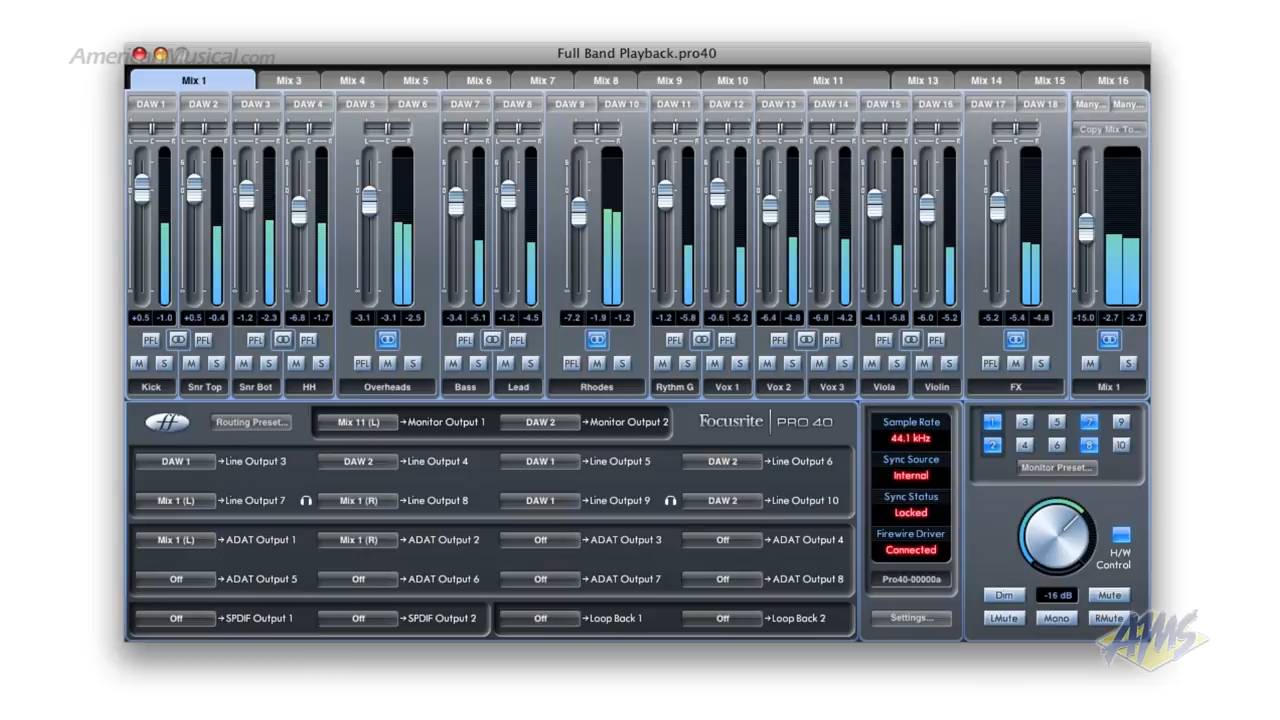 AmericanMusical.com
Full Band Playback.pro40
Mix 1 Mix 3 Mix 4 Mix 5 Mix 6 Mix 7 Mix 8 Mix 9 Mix 10 Mix 11 Mix 13 Mix 14 Mix 15 Mix 16
DAW 1 DAW 2 DAW 3 DAW 4 DAW 5 DAW 6 DAW 7 DAW 8 DAW 9 DAW 10 DAW 11 DAW 12 DAW 13 DAW 14 DAW 15 DAW 16 DAW 17 DAW 18 Many... Many...
Copy Mix To...
+0.5 -1.0 +0.5 -0.4 -1.2 -2.3 -6.8 -1.7 -3.1 -3.1 -2.5 -3.4 -5.1 -1.2 -4.5 -7.2 -1.9 -1.2 -1.2 -5.8 -0.6 -5.2 -6.4 -4.8 -6.8 -4.2 -4.1 -5.8 -6.0 -5.2 -5.2 -5.4 -4.8 -15.0 -2.7 -2.7
PFL PFL PFL PFL PFL PFL PFL PFL PFL PFL PFL PFL
M S M S M S M S PFL M S M S M S PFL M S M S M S M S M S M S M S PFL M S M S
Kick Snr Top Snr Bot HH Overheads Bass Lead Rhodes Rythm G Vox 1 Vox 2 Vox 3 Viola Violin FX Mix 1
Routing Preset... Mix 11 (L) →Monitor Output 1 DAW 2 →Monitor Output 2 Focusrite PRO 40
DAW 1 →Line Output 3 DAW 2 →Line Output 4 DAW 1 →Line Output 5 DAW 2 →Line Output 6
Mix 1 (L) →Line Output 7 Mix 1 (R) →Line Output 8 DAW 1 →Line Output 9 DAW 2 →Line Output 10
Mix 1 (L) →ADAT Output 1 Mix 1 (R) →ADAT Output 2 Off →ADAT Output 3 Off →ADAT Output 4
Off →ADAT Output 5 Off →ADAT Output 6 Off →ADAT Output 7 Off →ADAT Output 8
Off →SPDIF Output 1 Off →SPDIF Output 2 Off →Loop Back 1 Off →Loop Back 2
Sample Rate
44.1 kHz
Sync Source
Internal
Sync Status
Locked
Firewire Driver
Connected
Pro40-00000a
Settings...
1 3 5 7 9
2 4 6 8 10
Monitor Preset...
H/W
Control
Dim -16 dB Mute
LMute Mono RMute
AMS